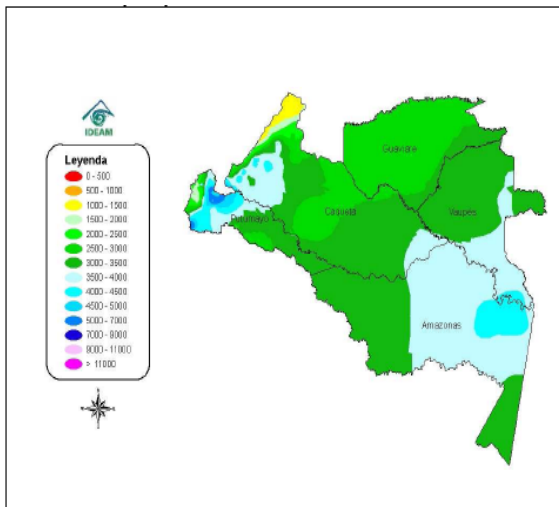 IDEAM
Leyenda
0 - 500
500 - 1000
1000 - 1500
1500 - 2000
2000 - 2500
2500 - 3000
3000 - 3500
3500 - 4000
4000 - 4500
4500 - 5000
5000 - 7000
7000 - 9000
9000 - 11000
> 11000
Guaviare
Vaupés
Caquetá
Putumayo
Amazonas